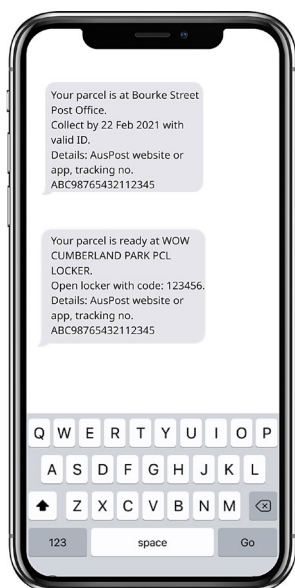 Your parcel is at Bourke Street
Post Office.
Collect by 22 Feb 2021 with
valid ID.
Details: AusPost website or
app, tracking no.
ABC98765432112345
Your parcel is ready at WOW
CUMBERLAND PARK PCL
LOCKER.
Open locker with code: 123456.
Details: AusPost website or
app, tracking no.
ABC98765432112345
Q W E R T Y U I O P
A S D F G H J K L
Z X C V B N M
123 space Go